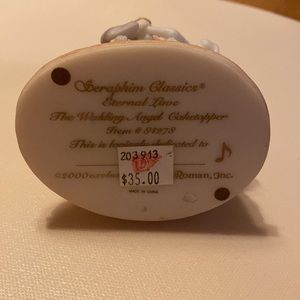 Seraphim Classics®
Eternal Love
The Wedding Angel Caketopper
Item # 84278
This is lovingly dedicated to
203913
$35.00
MADE IN CHINA
©2000 Roman, Inc.